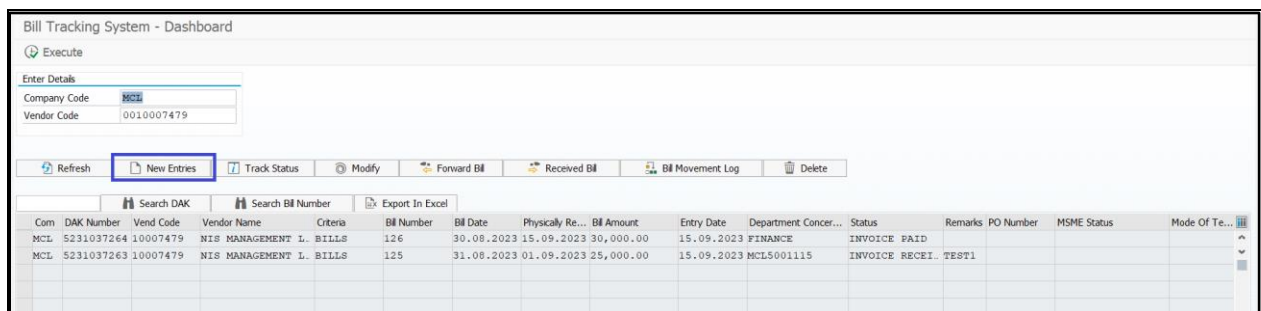 Bill Tracking System - Dashboard
Execute
Enter Details
Company Code MCL
Vendor Code 0010007479
Refresh New Entries Track Status Modify Forward Bill Received Bill Bill Movement Log Delete
Search DAK Search Bill Number Export In Excel
Com DAK Number Vend Code Vendor Name Criteria Bill Number Bill Date Physically Re... Bill Amount Entry Date Department Concer... Status Remarks PO Number MSME Status Mode Of Te...
MCL 5231037264 10007479 NIS MANAGEMENT L. BILLS 126 30.08.2023 15.09.2023 30,000.00 15.09.2023 FINANCE INVOICE PAID
MCL 5231037263 10007479 NIS MANAGEMENT L. BILLS 125 31.08.2023 01.09.2023 25,000.00 15.09.2023 MCL5001115 INVOICE RECEI. TEST1